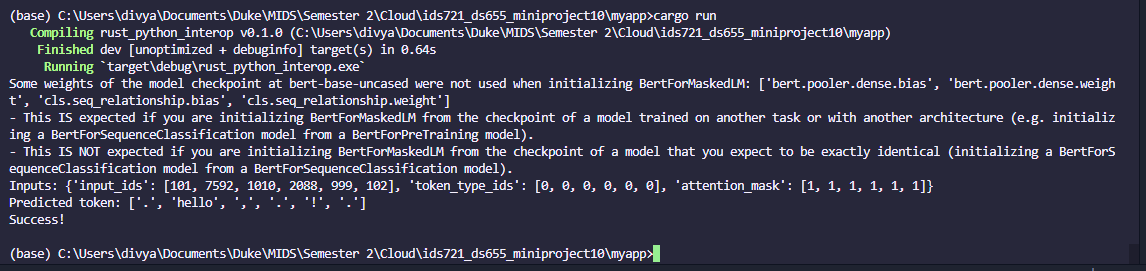 (base) C:\Users\divya\Documents\Duke\MIDS\Semester 2\Cloud\ids721_ds655_miniproject10\myapp>cargo run
   Compiling rust_python_interop v0.1.0 (C:\Users\divya\Documents\Duke\MIDS\Semester 2\Cloud\ids721_ds655_miniproject10\myapp)
    Finished dev [unoptimized + debuginfo] target(s) in 0.64s
     Running `target\debug\rust_python_interop.exe`
Some weights of the model checkpoint at bert-base-uncased were not used when initializing BertForMaskedLM: ['bert.pooler.dense.bias', 'bert.pooler.dense.weigh
t', 'cls.seq_relationship.bias', 'cls.seq_relationship.weight']
- This IS expected if you are initializing BertForMaskedLM from the checkpoint of a model trained on another task or with another architecture (e.g. initializ
ing a BertForSequenceClassification model from a BertForPreTraining model).
- This IS NOT expected if you are initializing BertForMaskedLM from the checkpoint of a model that you expect to be exactly identical (initializing a BertForS
equenceClassification model from a BertForSequenceClassification model).
Inputs: {'input_ids': [101, 7592, 1010, 2088, 999, 102], 'token_type_ids': [0, 0, 0, 0, 0, 0], 'attention_mask': [1, 1, 1, 1, 1, 1]}
Predicted token: ['.', 'hello', ',', '.', '!', '.']
Success!
(base) C:\Users\divya\Documents\Duke\MIDS\Semester 2\Cloud\ids721_ds655_miniproject10\myapp>